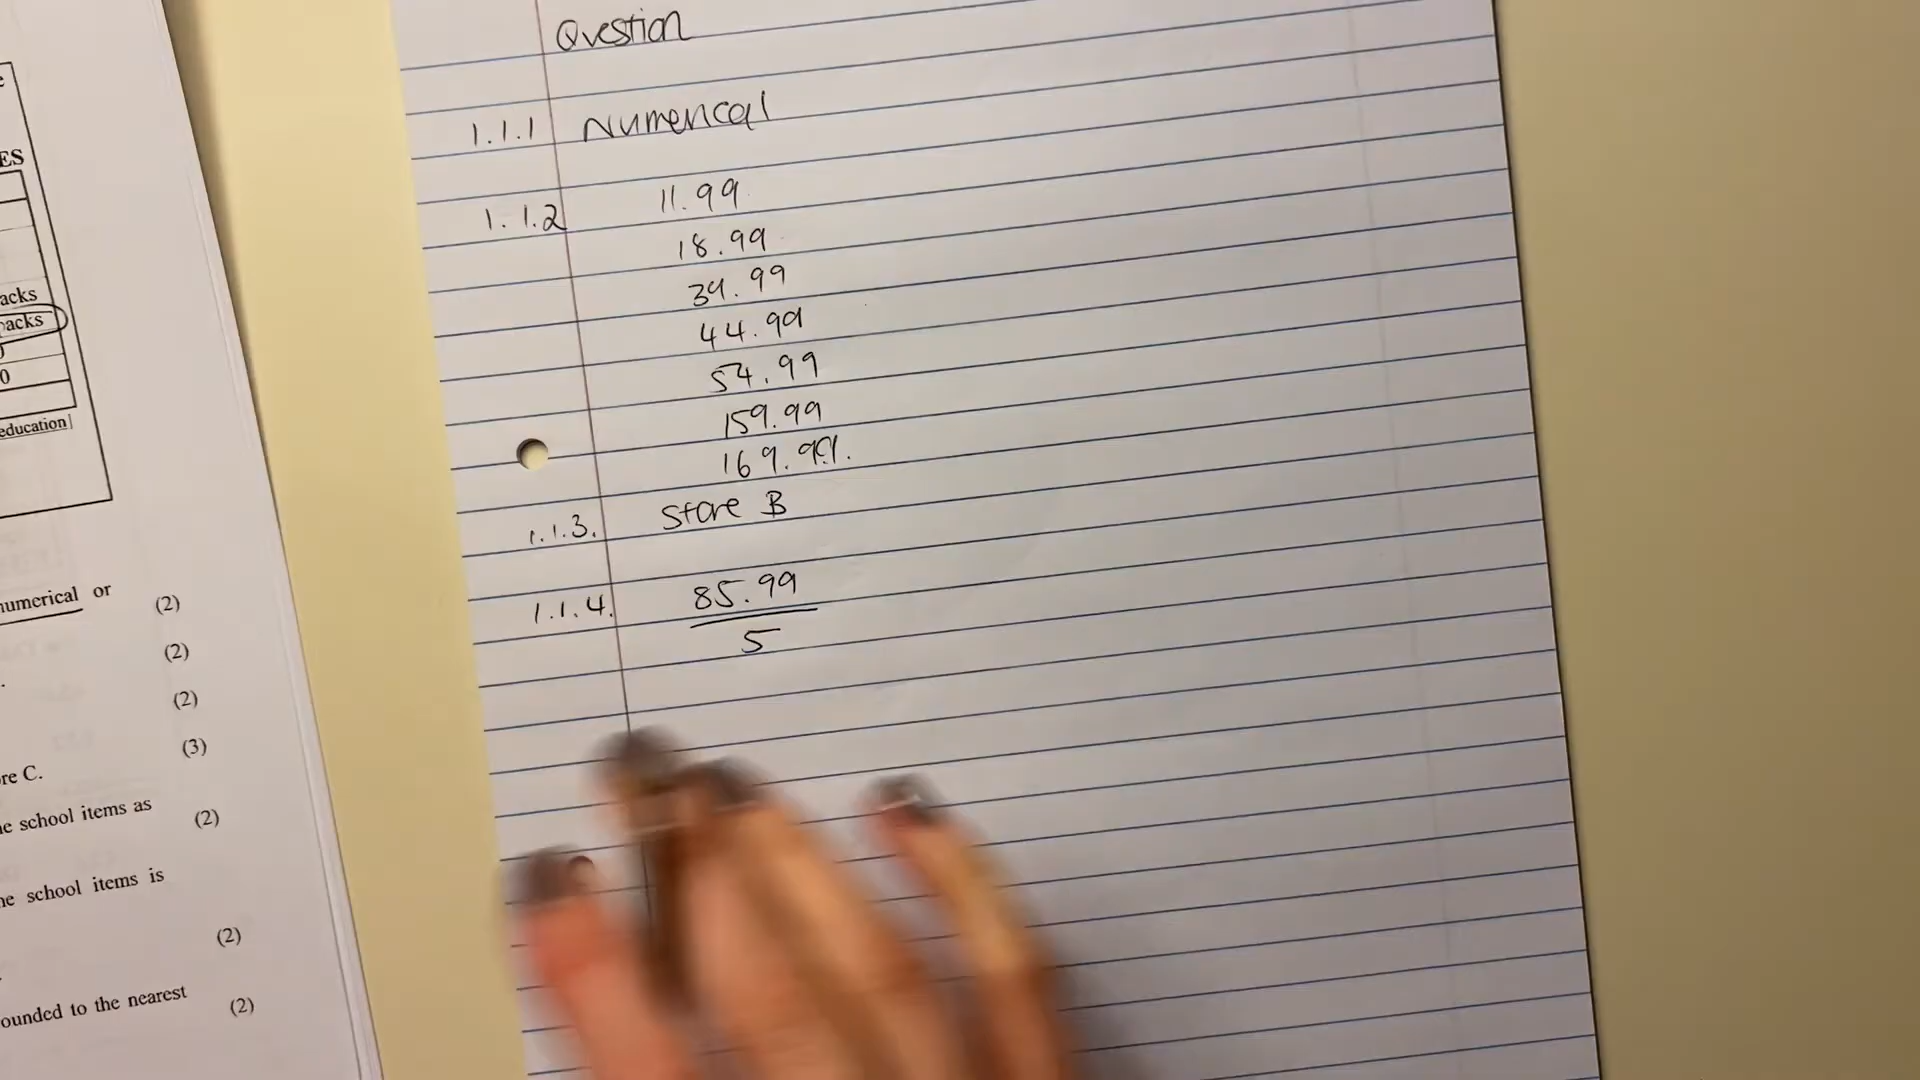 ES
acks
packs
0
education]
numerical or
(2)
(2)
.
(2)
(3)
re C.
e school items as
(2)
e school items is
(2)
ounded to the nearest
(2)
Question
1.1.1 Numerical
1.1.2 11.99
18.99
39.99
44.99
54.99
159.99
169.99.
1.1.3. Store B
1.1.4. 85.99
5